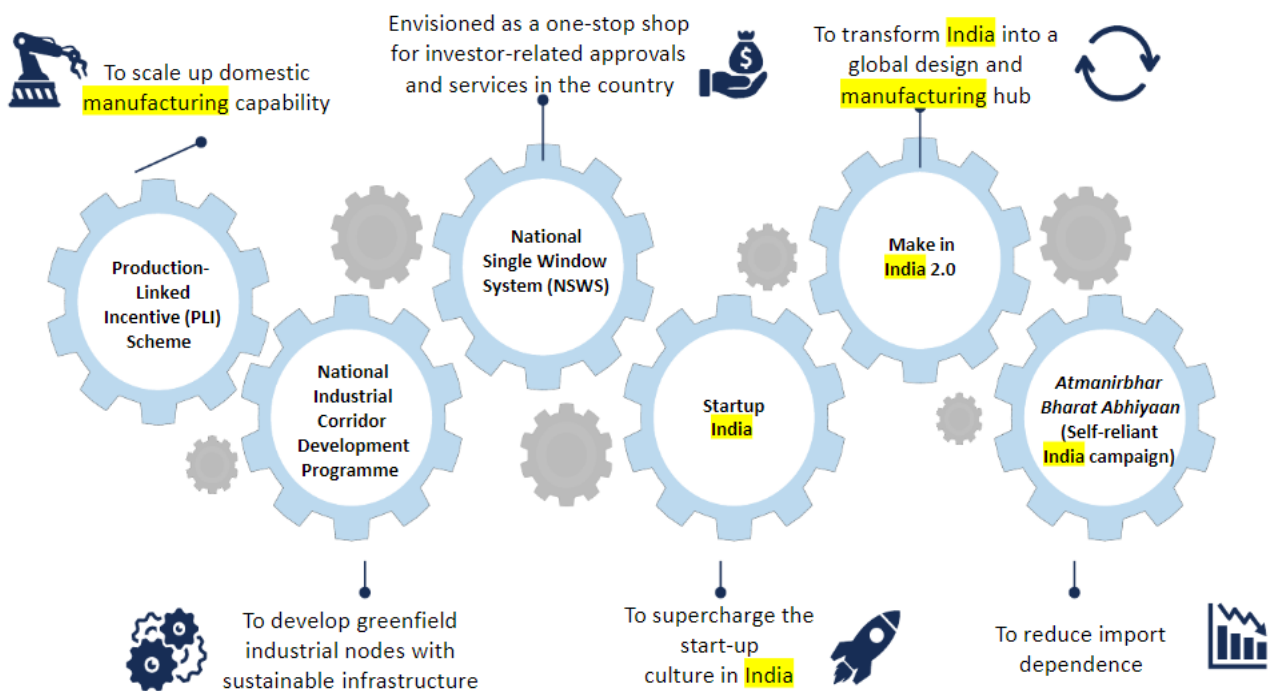 To scale up domestic
manufacturing capability
Envisioned as a one-stop shop
for investor-related approvals
and services in the country
$
To transform India into a
global design and
manufacturing hub
Production-
Linked
Incentive (PLI)
Scheme
National
Industrial
Corridor
Development
Programme
National
Single Window
System (NSWS)
Startup
India
Make in
India 2.0
Atmanirbhar
Bharat Abhiyaan
(Self-reliant
India campaign)
To develop greenfield
industrial nodes with
sustainable infrastructure
To supercharge the
start-up
culture in India
To reduce import
dependence